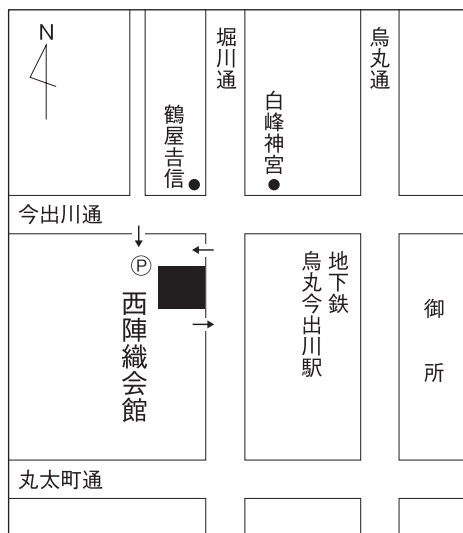 N
堀川通
烏丸通
鶴屋吉信
白峰神宮
今出川通
P
西陣織会館
地下鉄
烏丸今出川駅
御所
丸太町通